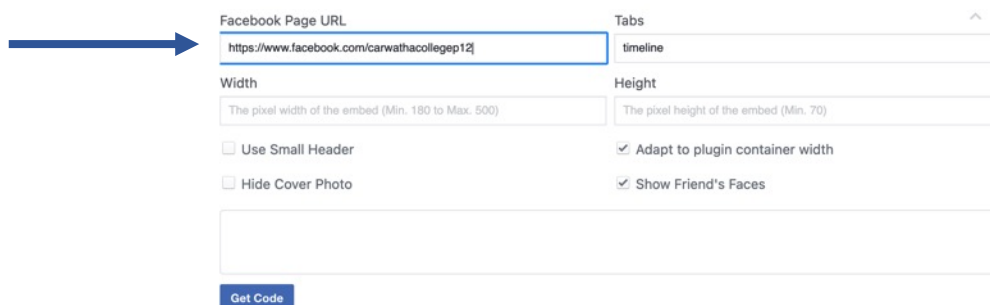 Facebook Page URL
Tabs
https://www.facebook.com/carwathacollegep12
timeline
Width
Height
The pixel width of the embed (Min. 180 to Max. 500)
The pixel height of the embed (Min. 70)
Use Small Header
Adapt to plugin container width
Hide Cover Photo
Show Friend's Faces
Get Code